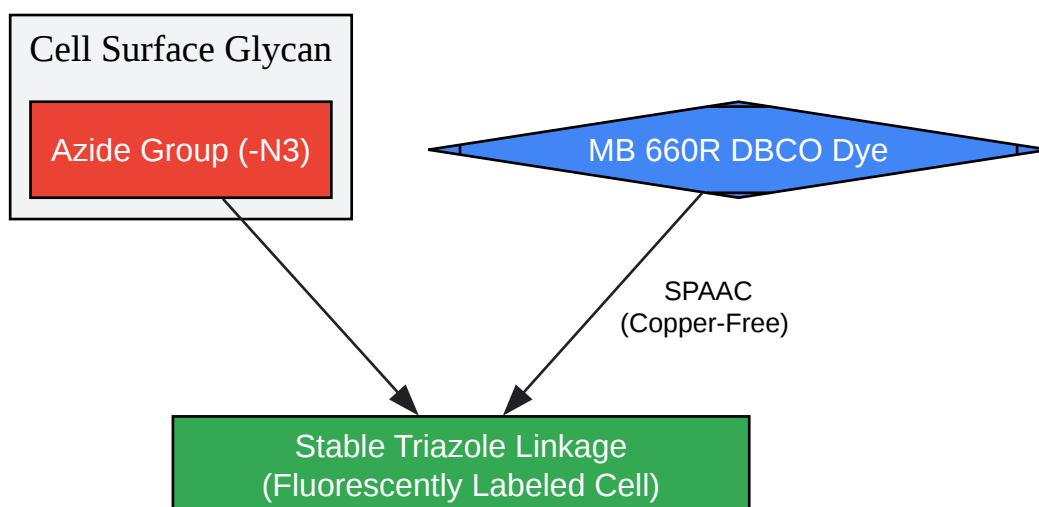 Cell Surface Glycan
Azide Group (-N3)
MB 660R DBCO Dye
SPAAC
(Copper-Free)
Stable Triazole Linkage
(Fluorescently Labeled Cell)